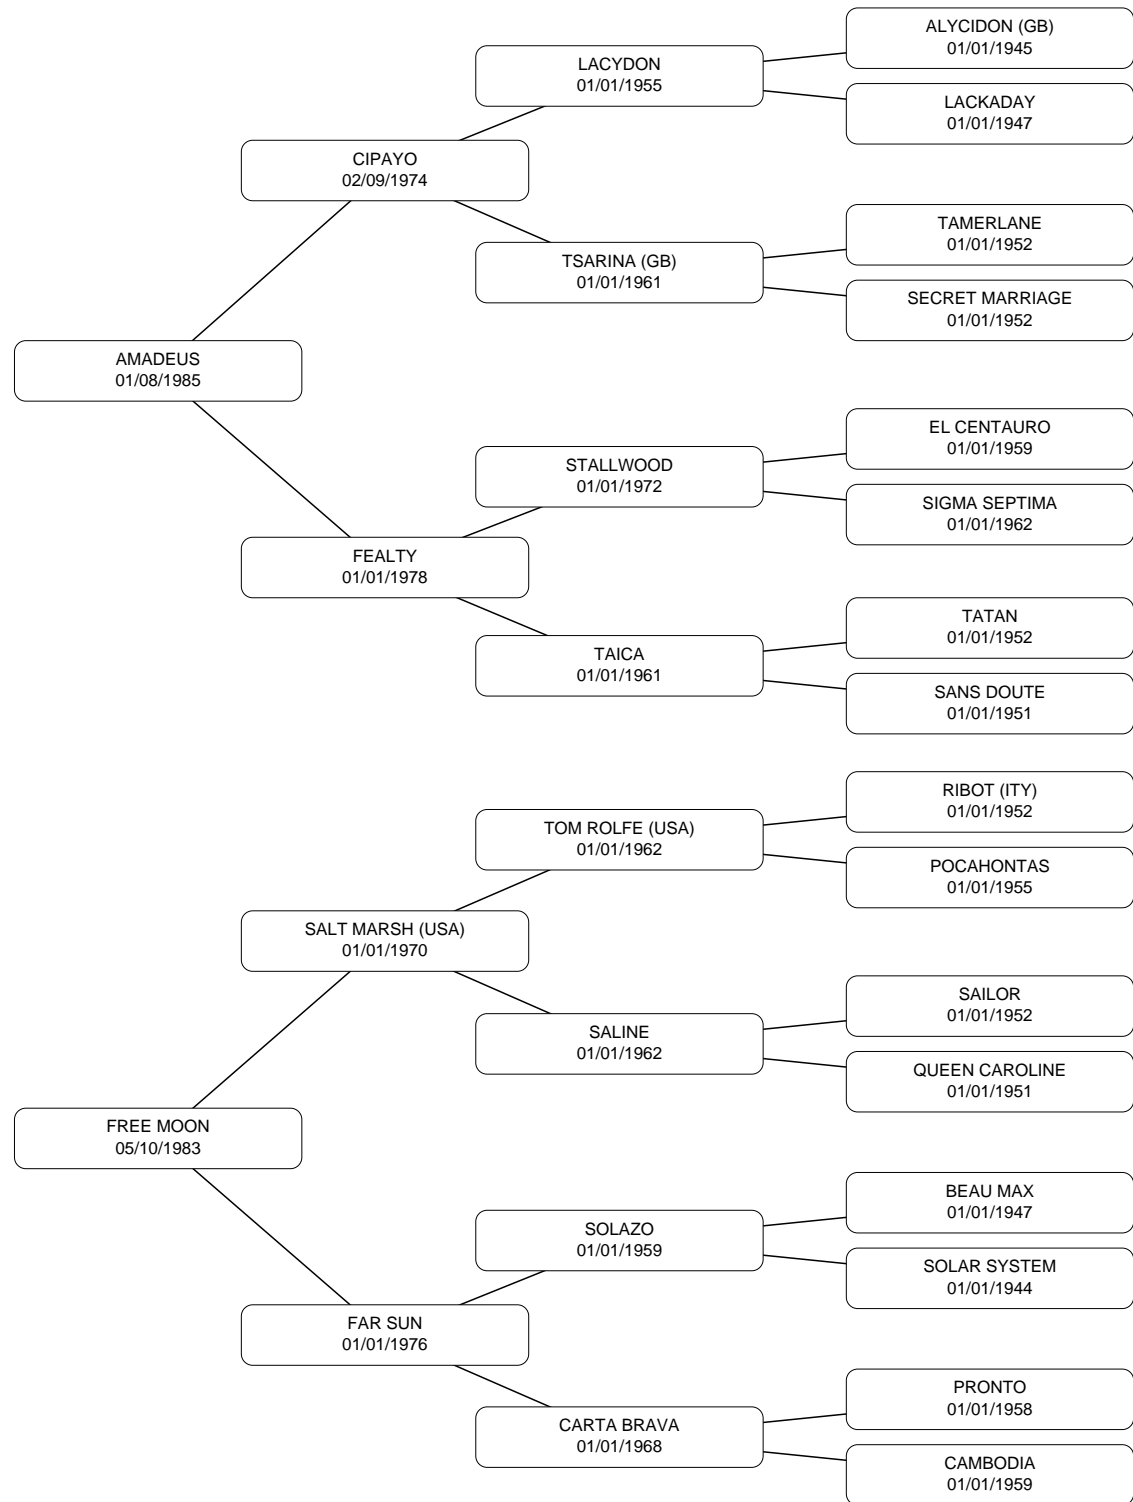 ALYCIDON (GB)
01/01/1945
LACYDON
01/01/1955
LACKADAY
01/01/1947
CIPAYO
02/09/1974
TAMERLANE
01/01/1952
TSARINA (GB)
01/01/1961
SECRET MARRIAGE
01/01/1952
AMADEUS
01/08/1985
EL CENTAURO
01/01/1959
STALLWOOD
01/01/1972
SIGMA SEPTIMA
01/01/1962
FEALTY
01/01/1978
TATAN
01/01/1952
TAICA
01/01/1961
SANS DOUTE
01/01/1951
RIBOT (ITY)
01/01/1952
TOM ROLFE (USA)
01/01/1962
POCAHONTAS
01/01/1955
SALT MARSH (USA)
01/01/1970
SAILOR
01/01/1952
SALINE
01/01/1962
QUEEN CAROLINE
01/01/1951
FREE MOON
05/10/1983
BEAU MAX
01/01/1947
SOLAZO
01/01/1959
SOLAR SYSTEM
01/01/1944
FAR SUN
01/01/1976
PRONTO
01/01/1958
CARTA BRAVA
01/01/1968
CAMBODIA
01/01/1959